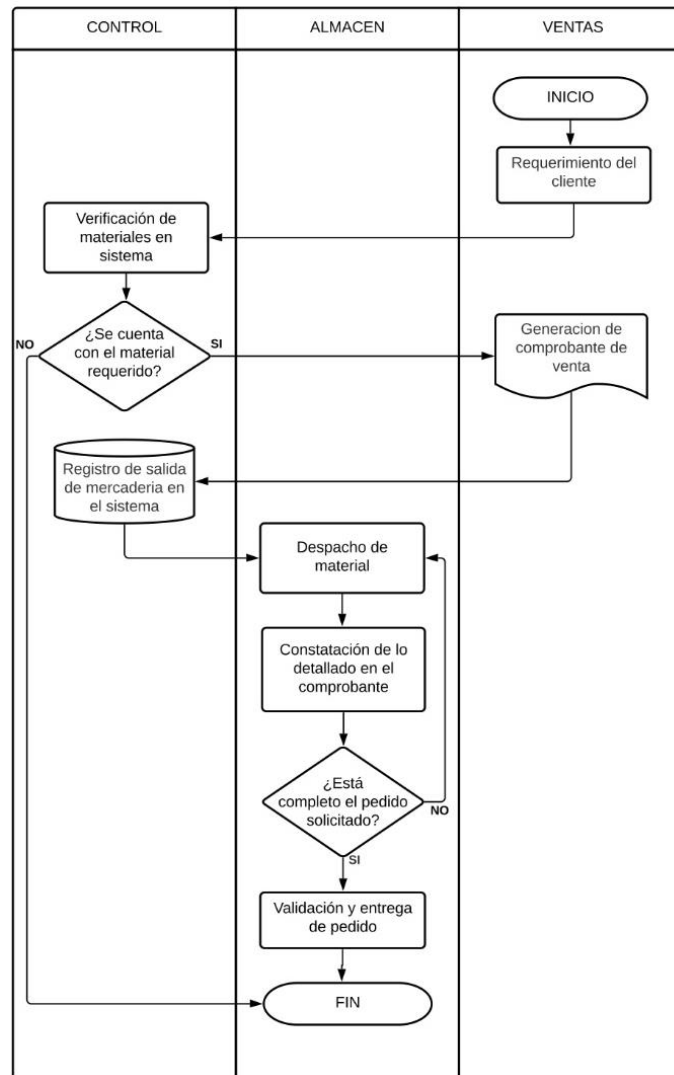 CONTROL
ALMACEN
VENTAS
INICIO
Requerimiento del
cliente
Verificación de
materiales en
sistema
¿Se cuenta
con el material
requerido?
NO
SI
Generacion de
comprobante de
venta
Registro de salida
de mercaderia en
el sistema
Despacho de
material
Constatación de lo
detallado en el
comprobante
¿Está
completo el pedido
solicitado?
NO
SI
Validación y entrega
de pedido
FIN